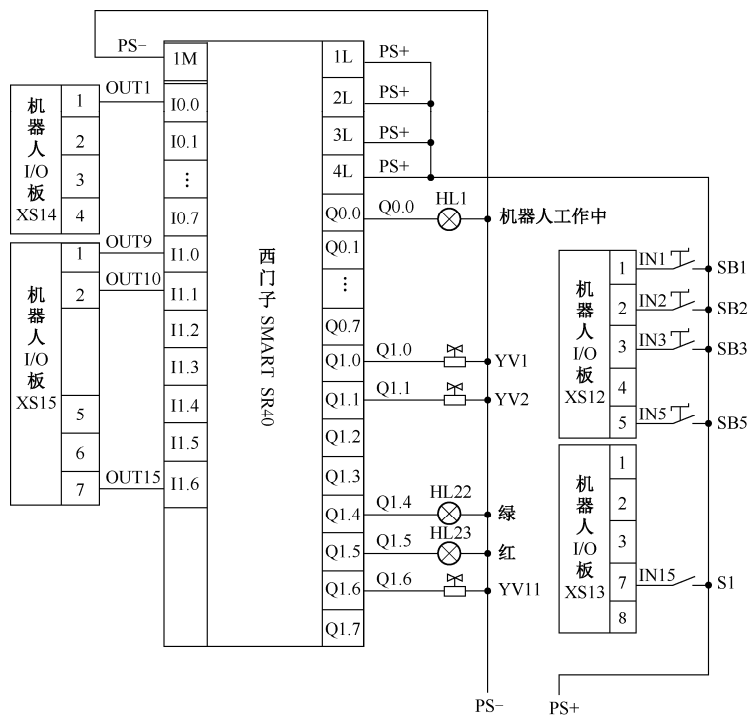 PS−
1M
1L
PS+
OUT1
I0.0
2L
PS+
I0.1
3L
PS+
⋮
4L
PS+
I0.7
Q0.0
Q0.0
HL1
机器人工作中
机器人I/O板XS14
1
2
3
4
OUT9
I1.0
Q0.1
OUT10
I1.1
⋮
I1.2
Q0.7
I1.3
Q1.0
Q1.0
YV1
I1.4
Q1.1
Q1.1
YV2
I1.5
Q1.2
OUT15
I1.6
Q1.3
Q1.4
Q1.4
HL22
绿
Q1.5
Q1.5
HL23
红
Q1.6
Q1.6
YV11
Q1.7
机器人I/O板XS15
1
2
5
6
7
西门子 SMART SR40
机器人I/O板XS12
1
IN1
SB1
2
IN2
SB2
3
IN3
SB3
4
5
IN5
SB5
机器人I/O板XS13
1
2
3
7
IN15
S1
8
PS−
PS+